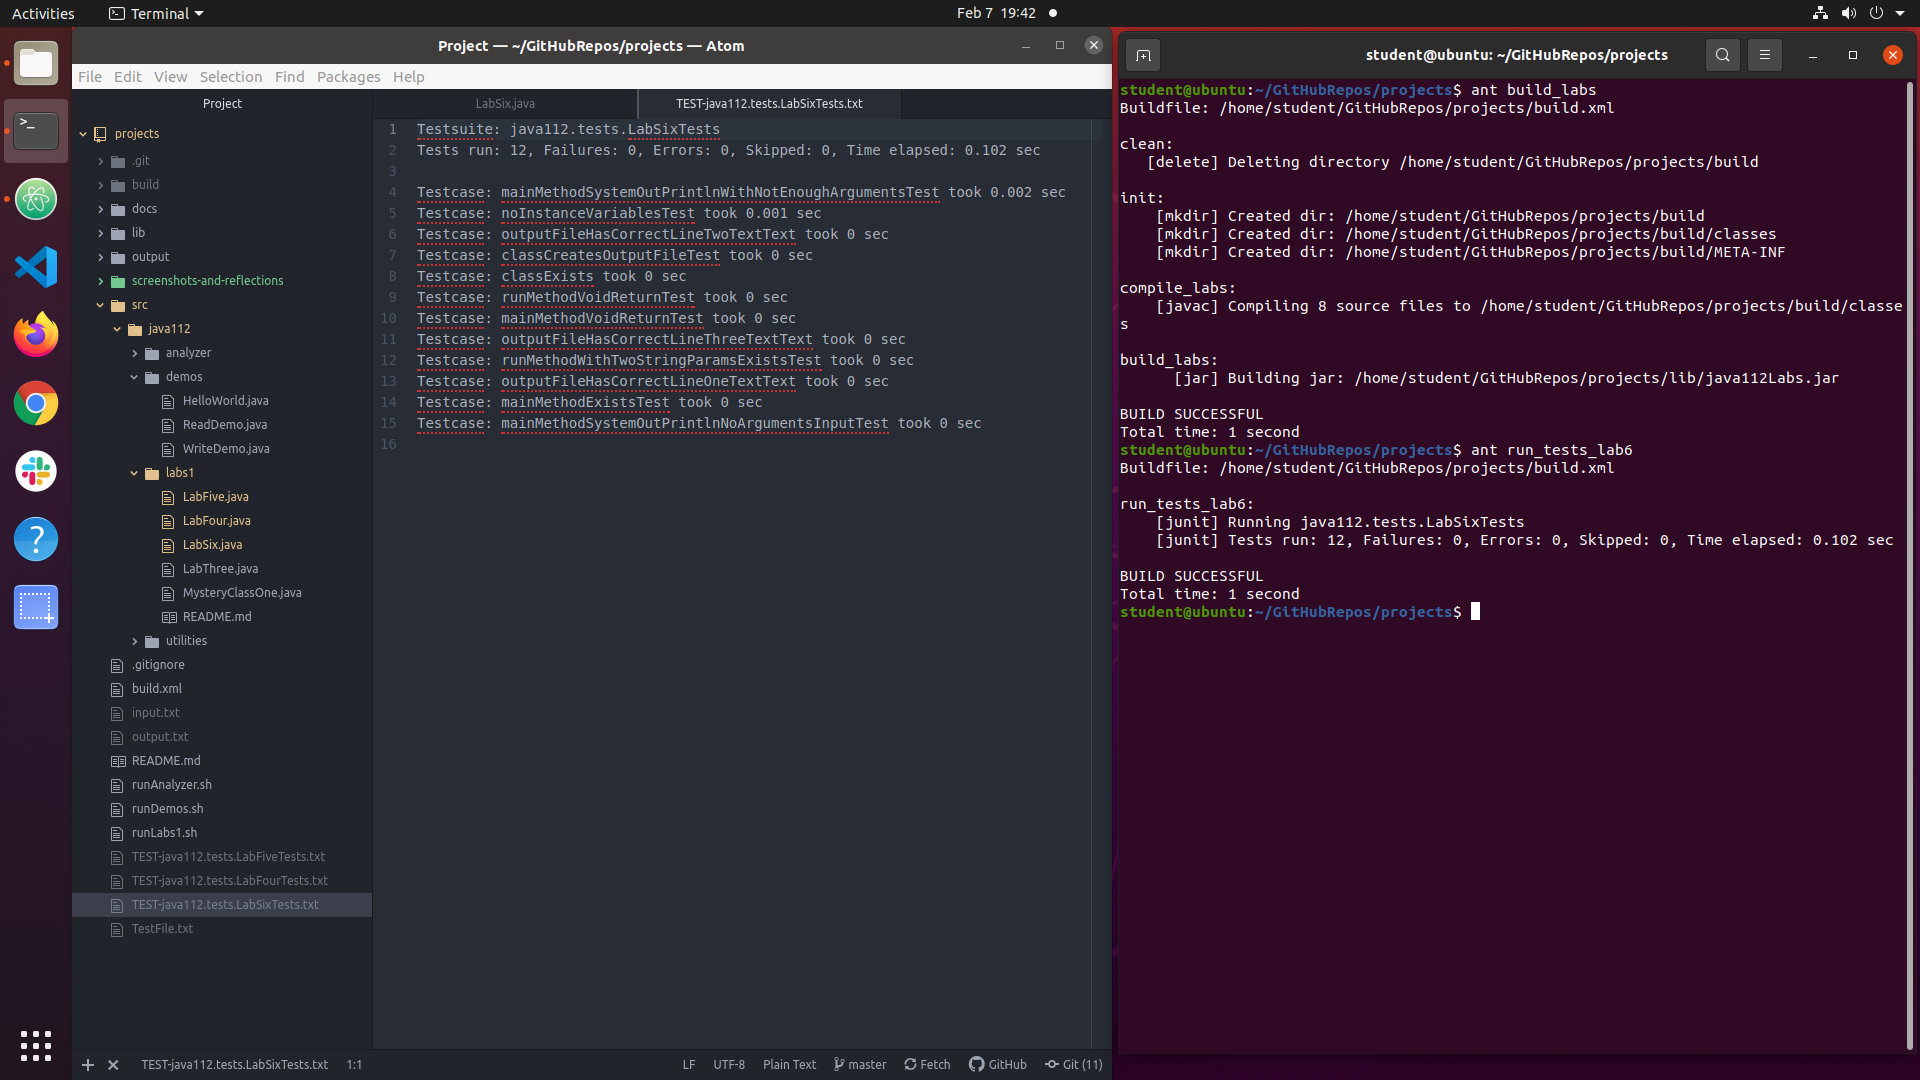 Activities
Terminal
Feb 7 19:42
Project — ~/GitHubRepos/projects — Atom
File Edit View Selection Find Packages Help
Project
projects
.git
build
docs
lib
output
screenshots-and-reflections
src
java112
analyzer
demos
HelloWorld.java
ReadDemo.java
WriteDemo.java
labs1
LabFive.java
LabFour.java
LabSix.java
LabThree.java
MysteryClassOne.java
README.md
utilities
.gitignore
build.xml
input.txt
output.txt
README.md
runAnalyzer.sh
runDemos.sh
runLabs1.sh
TEST-java112.tests.LabFiveTests.txt
TEST-java112.tests.LabFourTests.txt
TEST-java112.tests.LabSixTests.txt
TestFile.txt
LabSix.java
TEST-java112.tests.LabSixTests.txt
1 Testsuite: java112.tests.LabSixTests
2 Tests run: 12, Failures: 0, Errors: 0, Skipped: 0, Time elapsed: 0.102 sec
3
4 Testcase: mainMethodSystemOutPrintlnWithNotEnoughArgumentsTest took 0.002 sec
5 Testcase: noInstanceVariablesTest took 0.001 sec
6 Testcase: outputFileHasCorrectLineTwoTextText took 0 sec
7 Testcase: classCreatesOutputFileTest took 0 sec
8 Testcase: classExists took 0 sec
9 Testcase: runMethodVoidReturnTest took 0 sec
10 Testcase: mainMethodVoidReturnTest took 0 sec
11 Testcase: outputFileHasCorrectLineThreeTextText took 0 sec
12 Testcase: runMethodWithTwoStringParamsExistsTest took 0 sec
13 Testcase: outputFileHasCorrectLineOneTextText took 0 sec
14 Testcase: mainMethodExistsTest took 0 sec
15 Testcase: mainMethodSystemOutPrintlnNoArgumentsInputTest took 0 sec
16
TEST-java112.tests.LabSixTests.txt 1:1
LF UTF-8 Plain Text master Fetch GitHub Git (11)
student@ubuntu: ~/GitHubRepos/projects
student@ubuntu:~/GitHubRepos/projects$ ant build_labs
Buildfile: /home/student/GitHubRepos/projects/build.xml
clean:
[delete] Deleting directory /home/student/GitHubRepos/projects/build
init:
[mkdir] Created dir: /home/student/GitHubRepos/projects/build
[mkdir] Created dir: /home/student/GitHubRepos/projects/build/classes
[mkdir] Created dir: /home/student/GitHubRepos/projects/build/META-INF
compile_labs:
[javac] Compiling 8 source files to /home/student/GitHubRepos/projects/build/classe
s
build_labs:
[jar] Building jar: /home/student/GitHubRepos/projects/lib/java112Labs.jar
BUILD SUCCESSFUL
Total time: 1 second
student@ubuntu:~/GitHubRepos/projects$ ant run_tests_lab6
Buildfile: /home/student/GitHubRepos/projects/build.xml
run_tests_lab6:
[junit] Running java112.tests.LabSixTests
[junit] Tests run: 12, Failures: 0, Errors: 0, Skipped: 0, Time elapsed: 0.102 sec
BUILD SUCCESSFUL
Total time: 1 second
student@ubuntu:~/GitHubRepos/projects$